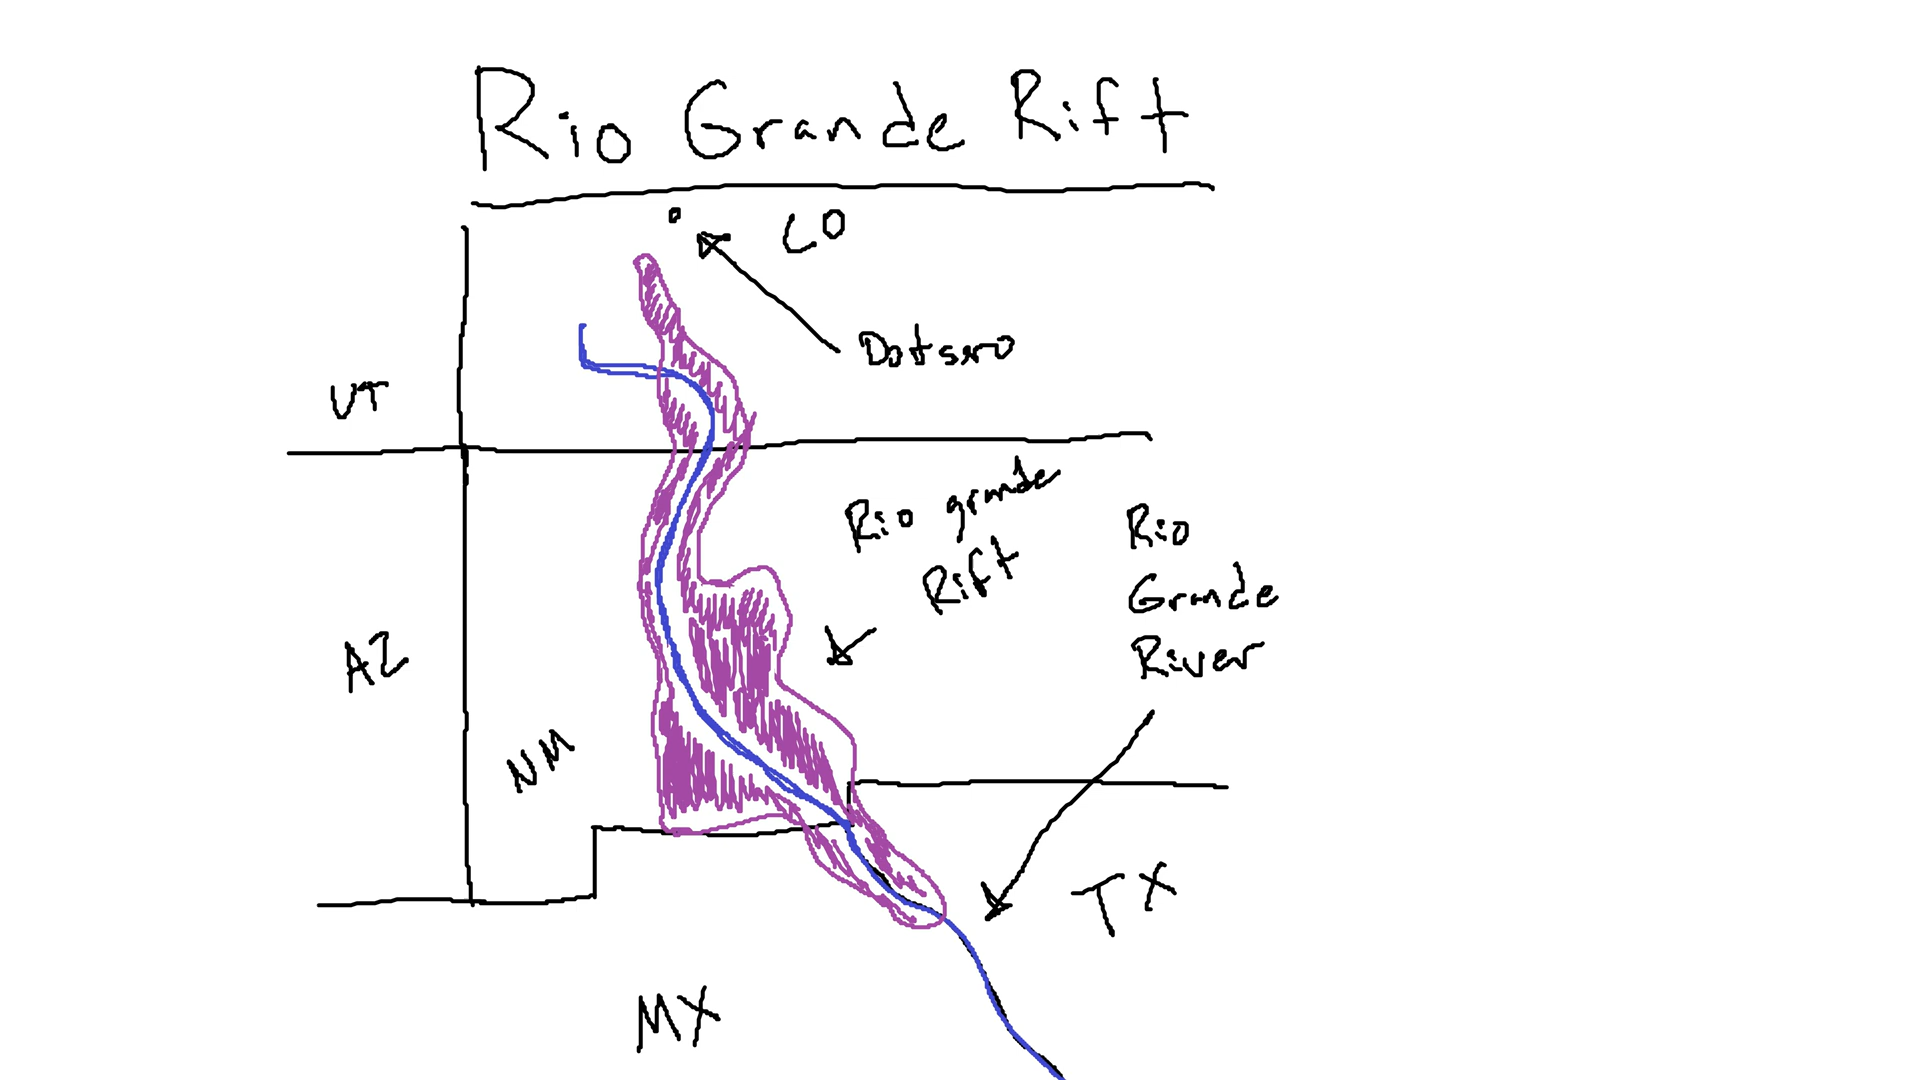 Rio Grande Rift
CO
Dotsero
UT
Rio grande
Rift
Rio
Grande
River
AZ
NM
TX
MX